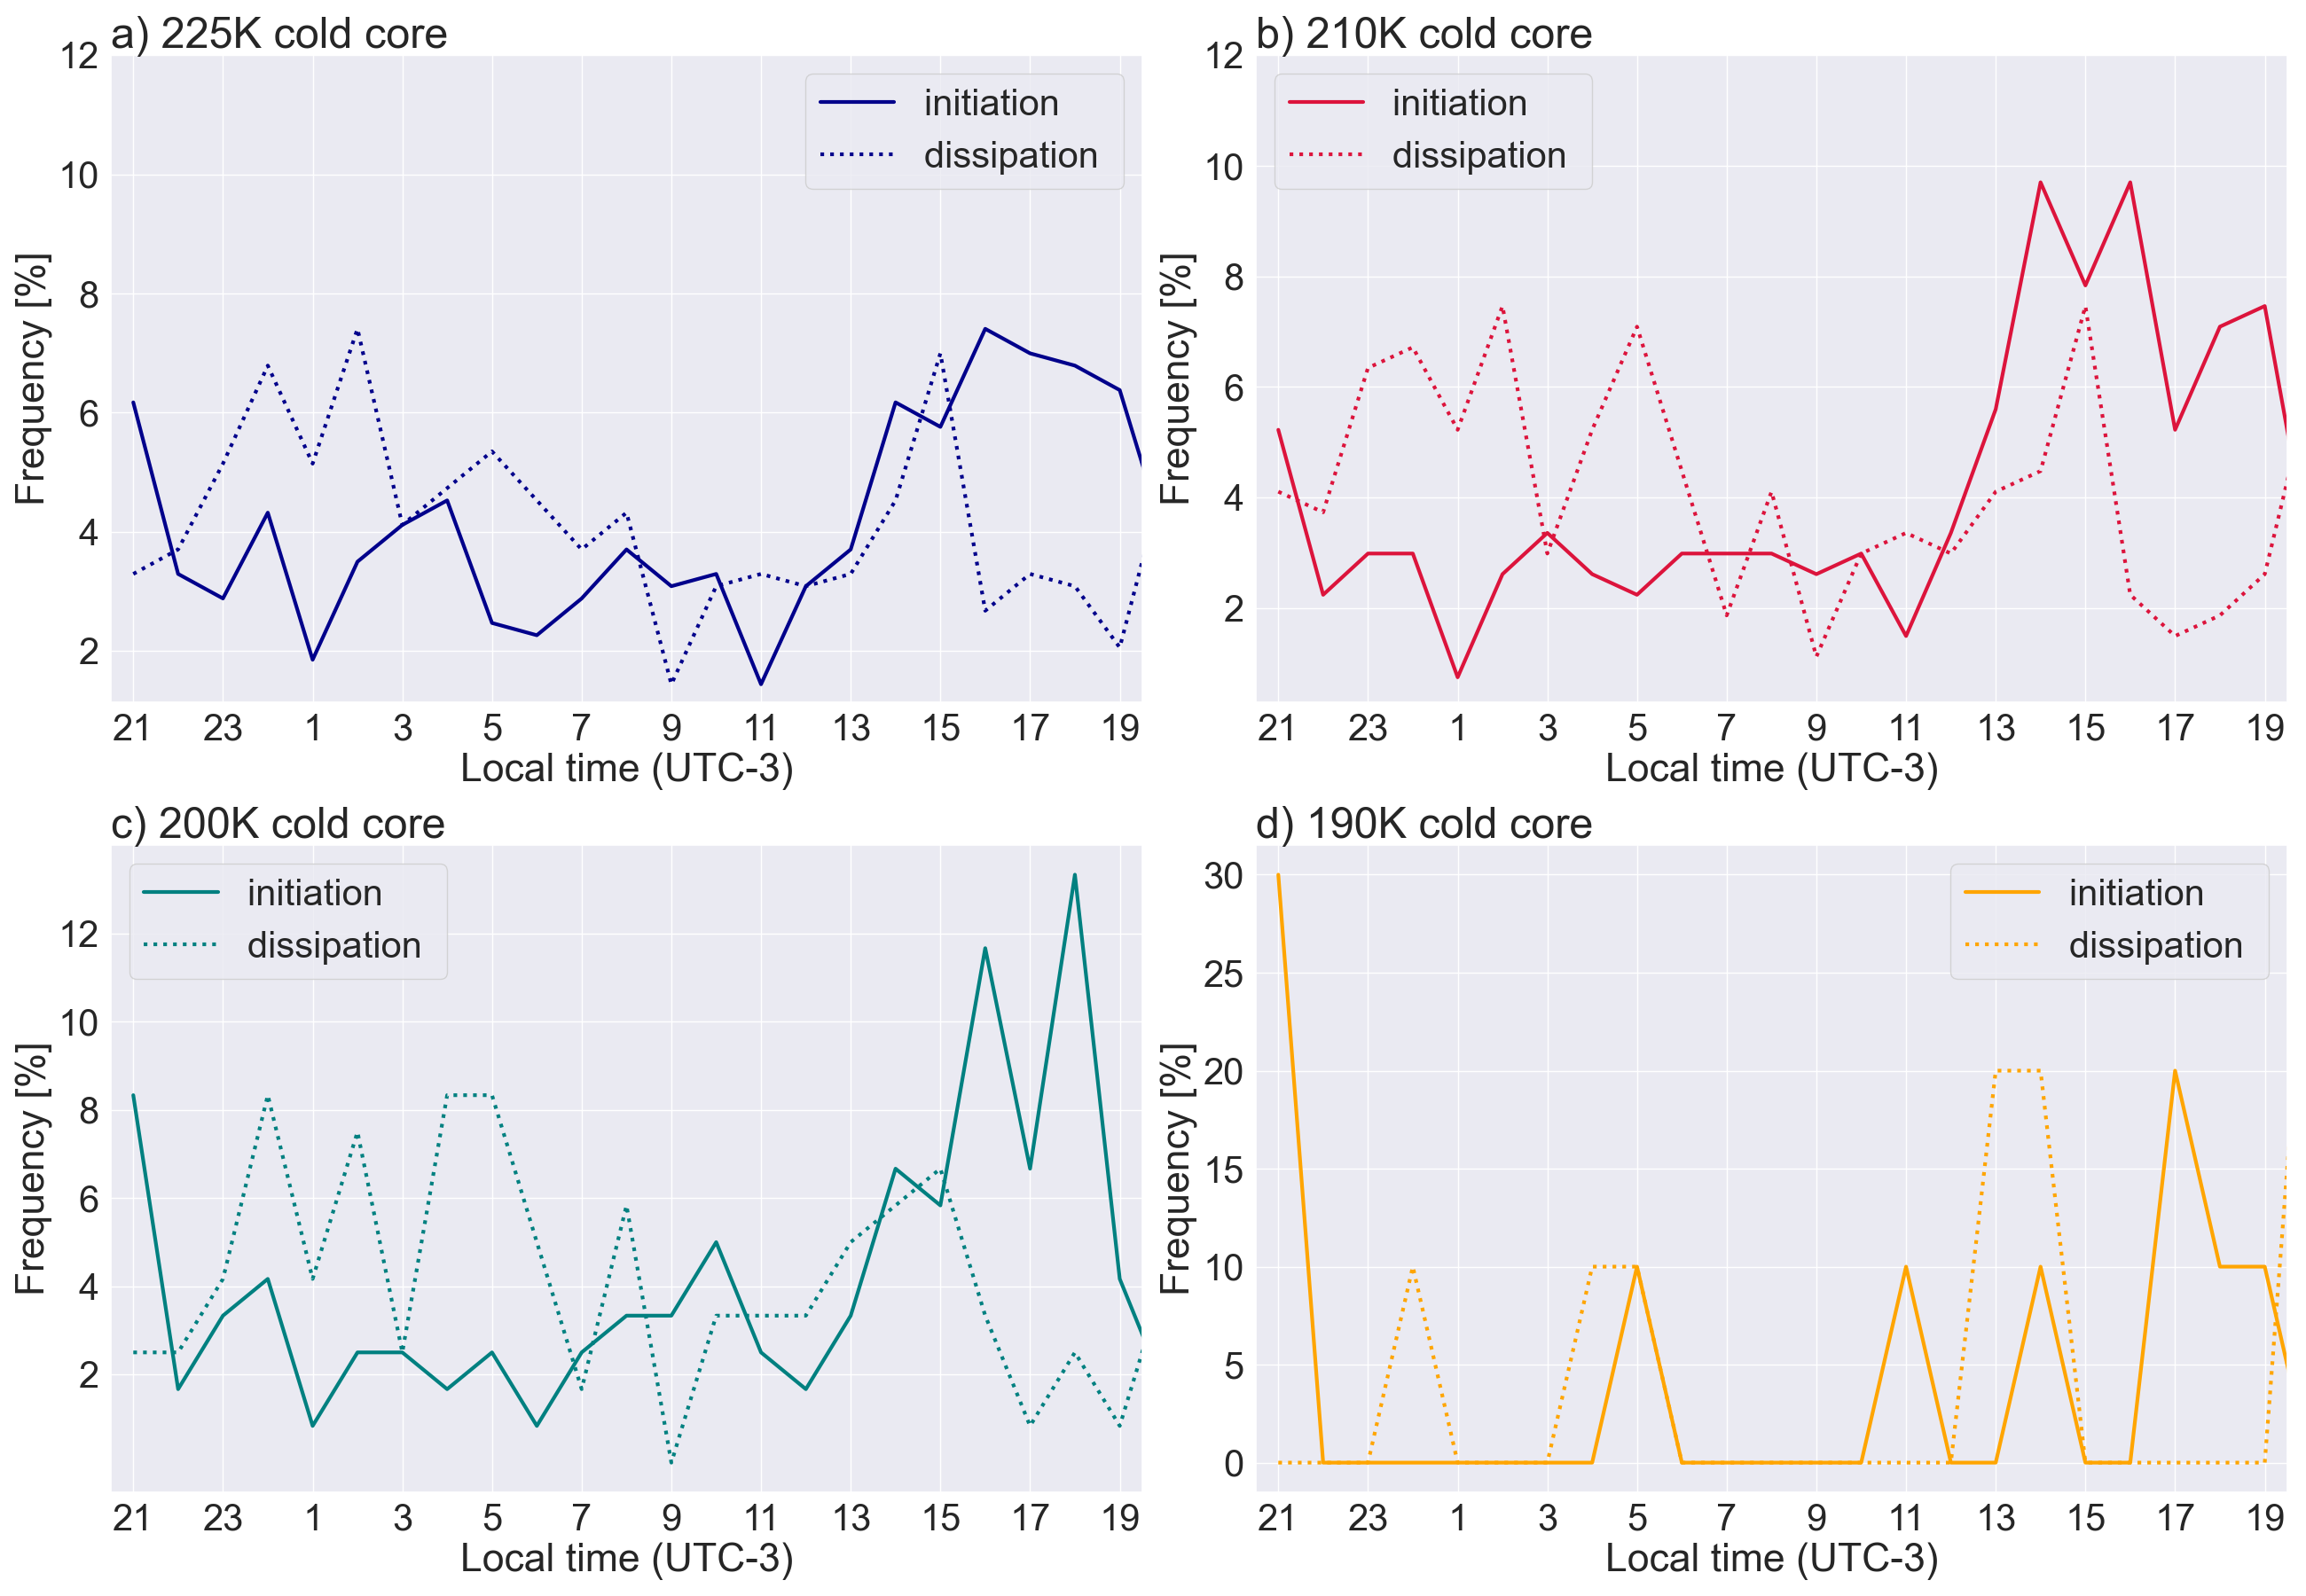 a) 225K cold core
12
10
8
6
4
2
Frequency [%]
initiation
dissipation
21 23 1 3 5 7 9 11 13 15 17 19
Local time (UTC-3)
b) 210K cold core
12
10
8
6
4
2
Frequency [%]
initiation
dissipation
21 23 1 3 5 7 9 11 13 15 17 19
Local time (UTC-3)
c) 200K cold core
12
10
8
6
4
2
Frequency [%]
initiation
dissipation
21 23 1 3 5 7 9 11 13 15 17 19
Local time (UTC-3)
d) 190K cold core
30
25
20
15
10
5
0
Frequency [%]
initiation
dissipation
21 23 1 3 5 7 9 11 13 15 17 19
Local time (UTC-3)